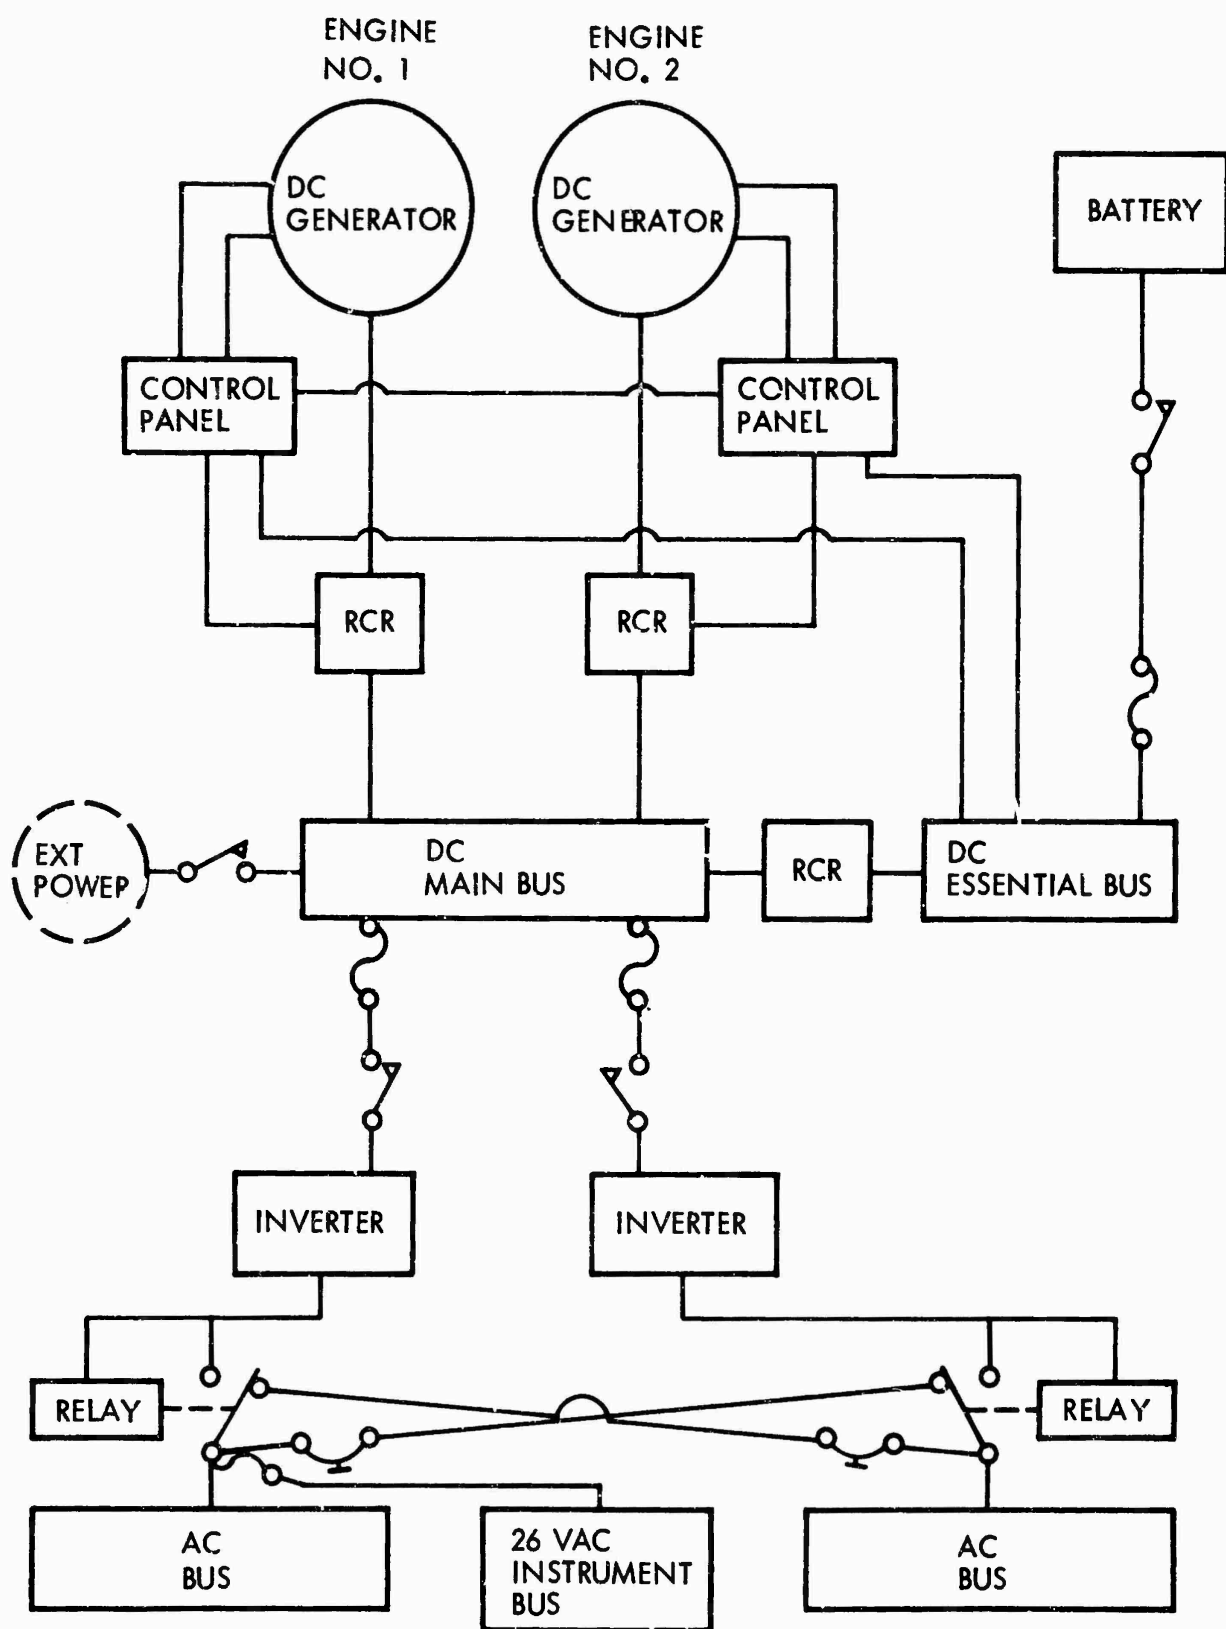 ENGINE
NO. 1
ENGINE
NO. 2
DC
GENERATOR
DC
GENERATOR
BATTERY
CONTROL
PANEL
CONTROL
PANEL
RCR
RCR
EXT
POWER
DC
MAIN BUS
RCR
DC
ESSENTIAL BUS
INVERTER
INVERTER
RELAY
RELAY
AC
BUS
26 VAC
INSTRUMENT
BUS
AC
BUS